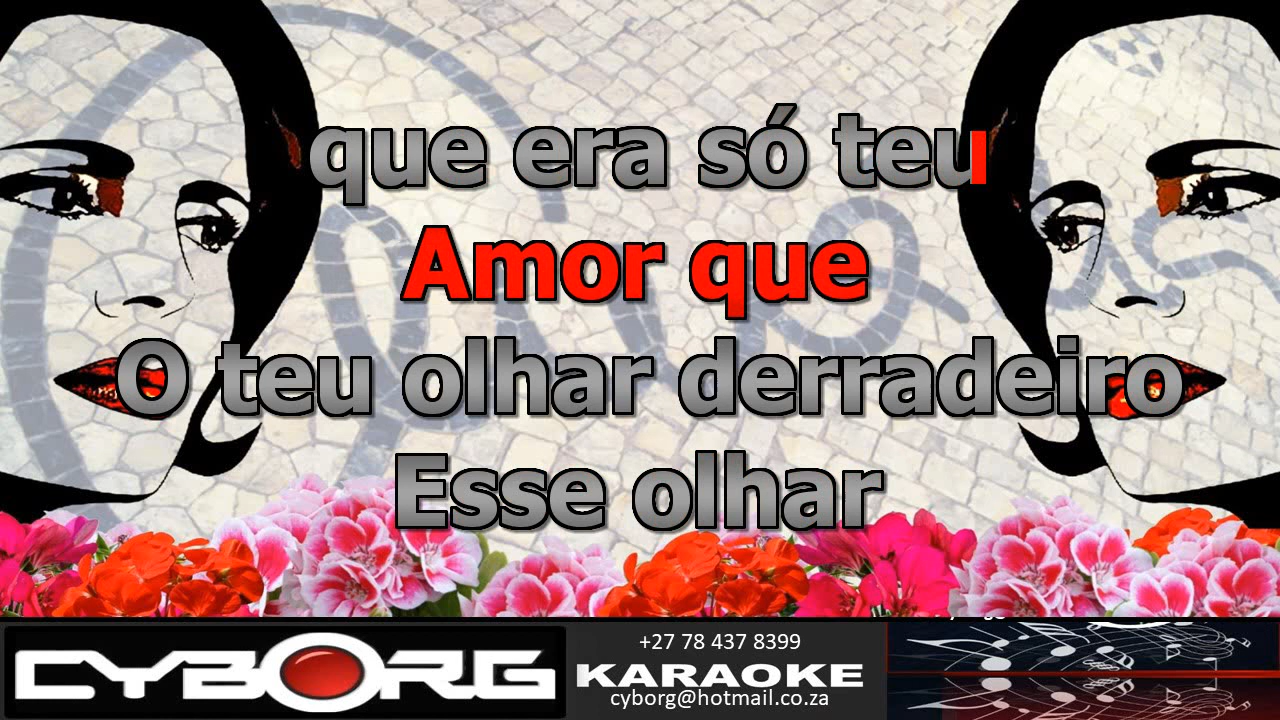 que era só teu
Amor que
O teu olhar derradeiro
Esse olhar
CYBORG
+27 78 437 8399
KARAOKE
cyborg@hotmail.co.za